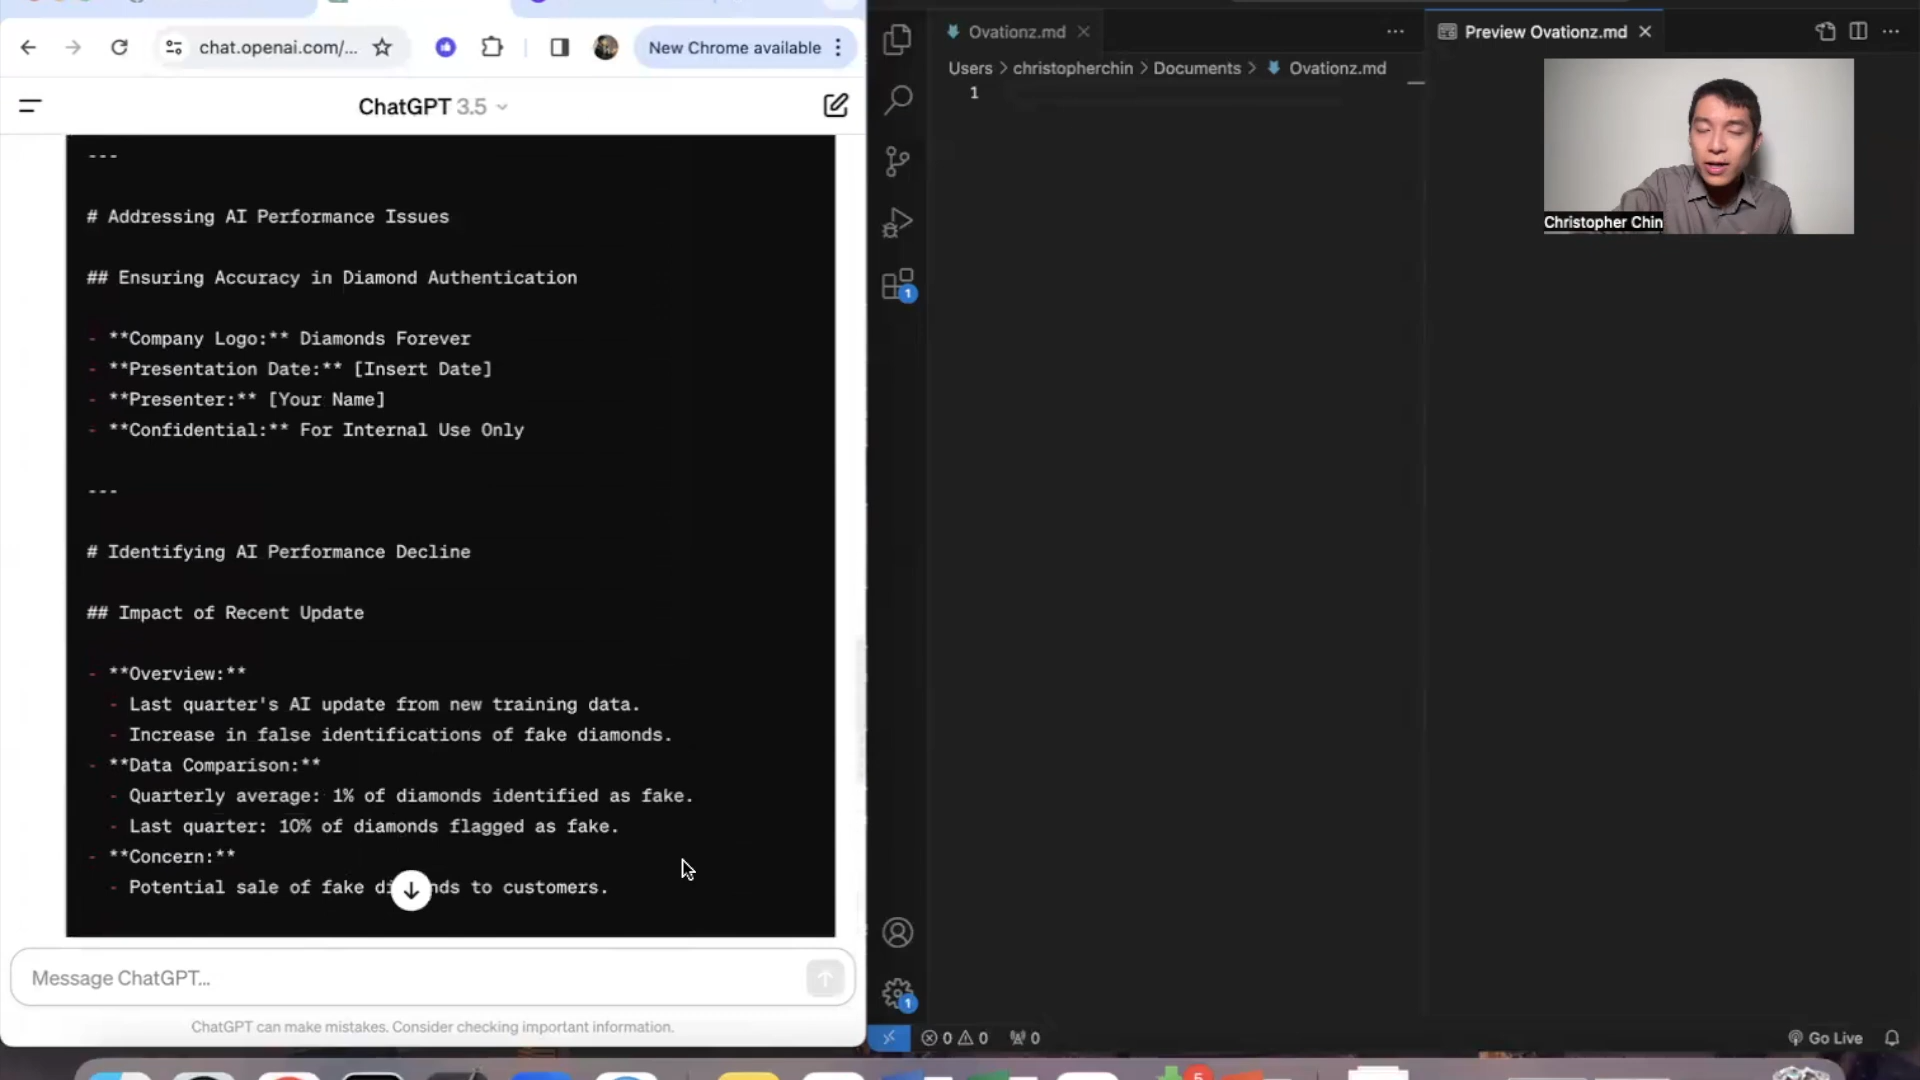 chat.openai.com/...
New Chrome available
ChatGPT 3.5
---
# Addressing AI Performance Issues
## Ensuring Accuracy in Diamond Authentication
- **Company Logo:** Diamonds Forever
- **Presentation Date:** [Insert Date]
- **Presenter:** [Your Name]
- **Confidential:** For Internal Use Only
---
# Identifying AI Performance Decline
## Impact of Recent Update
- **Overview:**
- Last quarter's AI update from new training data.
- Increase in false identifications of fake diamonds.
- **Data Comparison:**
- Quarterly average: 1% of diamonds identified as fake.
- Last quarter: 10% of diamonds flagged as fake.
- **Concern:**
- Potential sale of fake di nds to customers.
Message ChatGPT...
ChatGPT can make mistakes. Consider checking important information.
Ovationz.md
Users > christopherchin > Documents > Ovationz.md
1
Preview Ovationz.md
Christopher Chin
1
1
0 0 0
Go Live
5